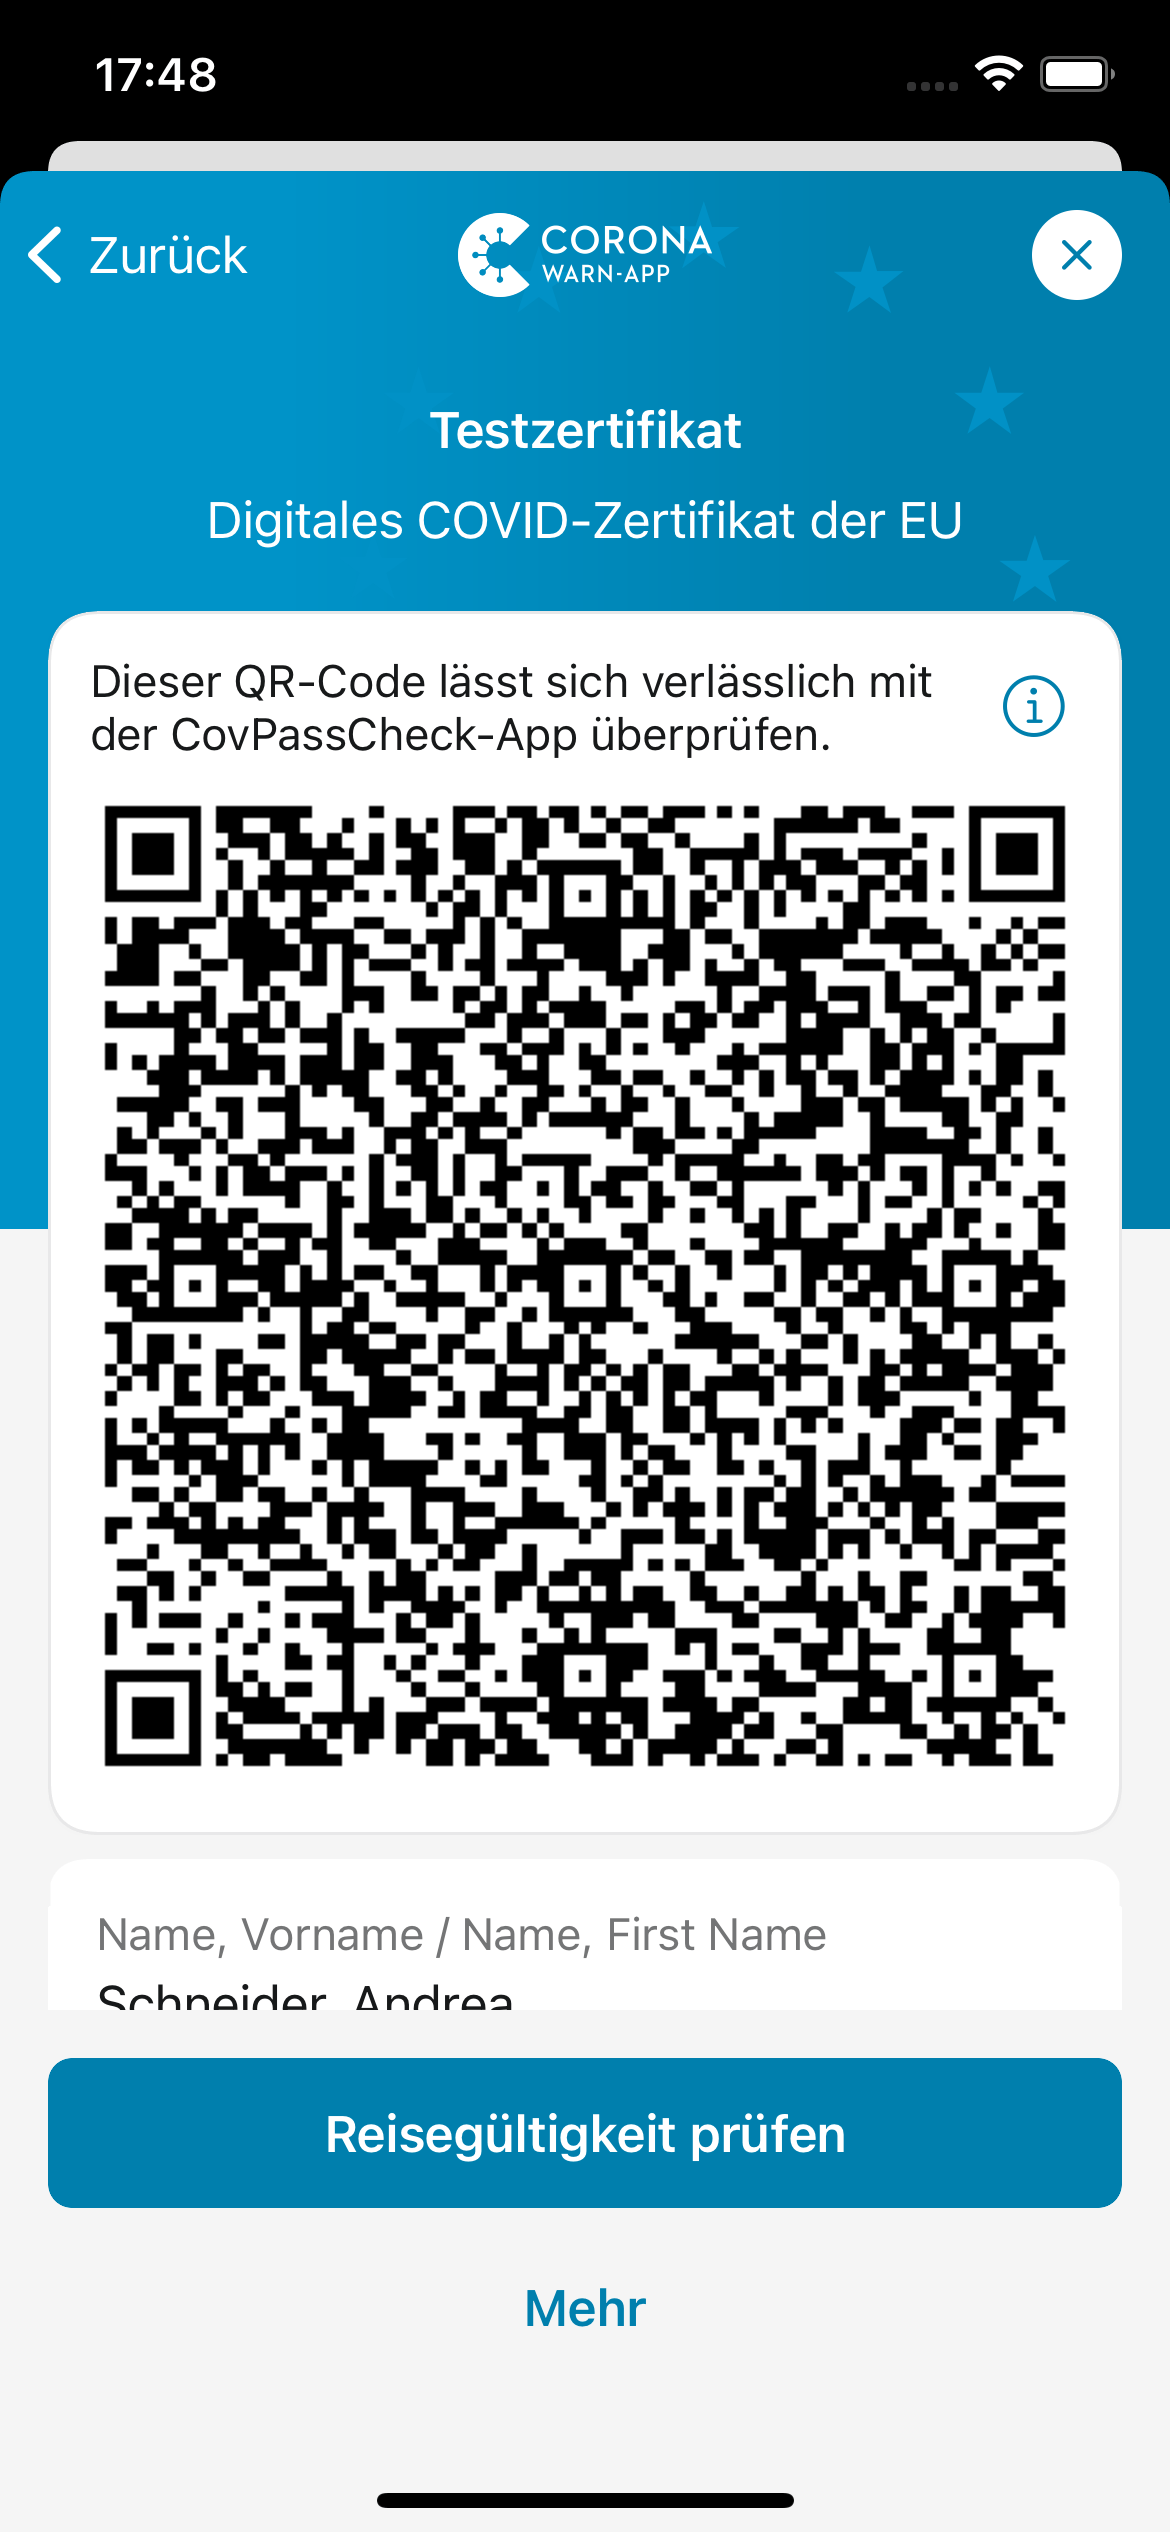 17:48
Zurück
CORONA
WARN-APP
Testzertifikat
Digitales COVID-Zertifikat der EU
Dieser QR-Code lässt sich verlässlich mit
der CovPassCheck-App überprüfen.
Name, Vorname / Name, First Name
Schneider, Andrea
Reisegültigkeit prüfen
Mehr